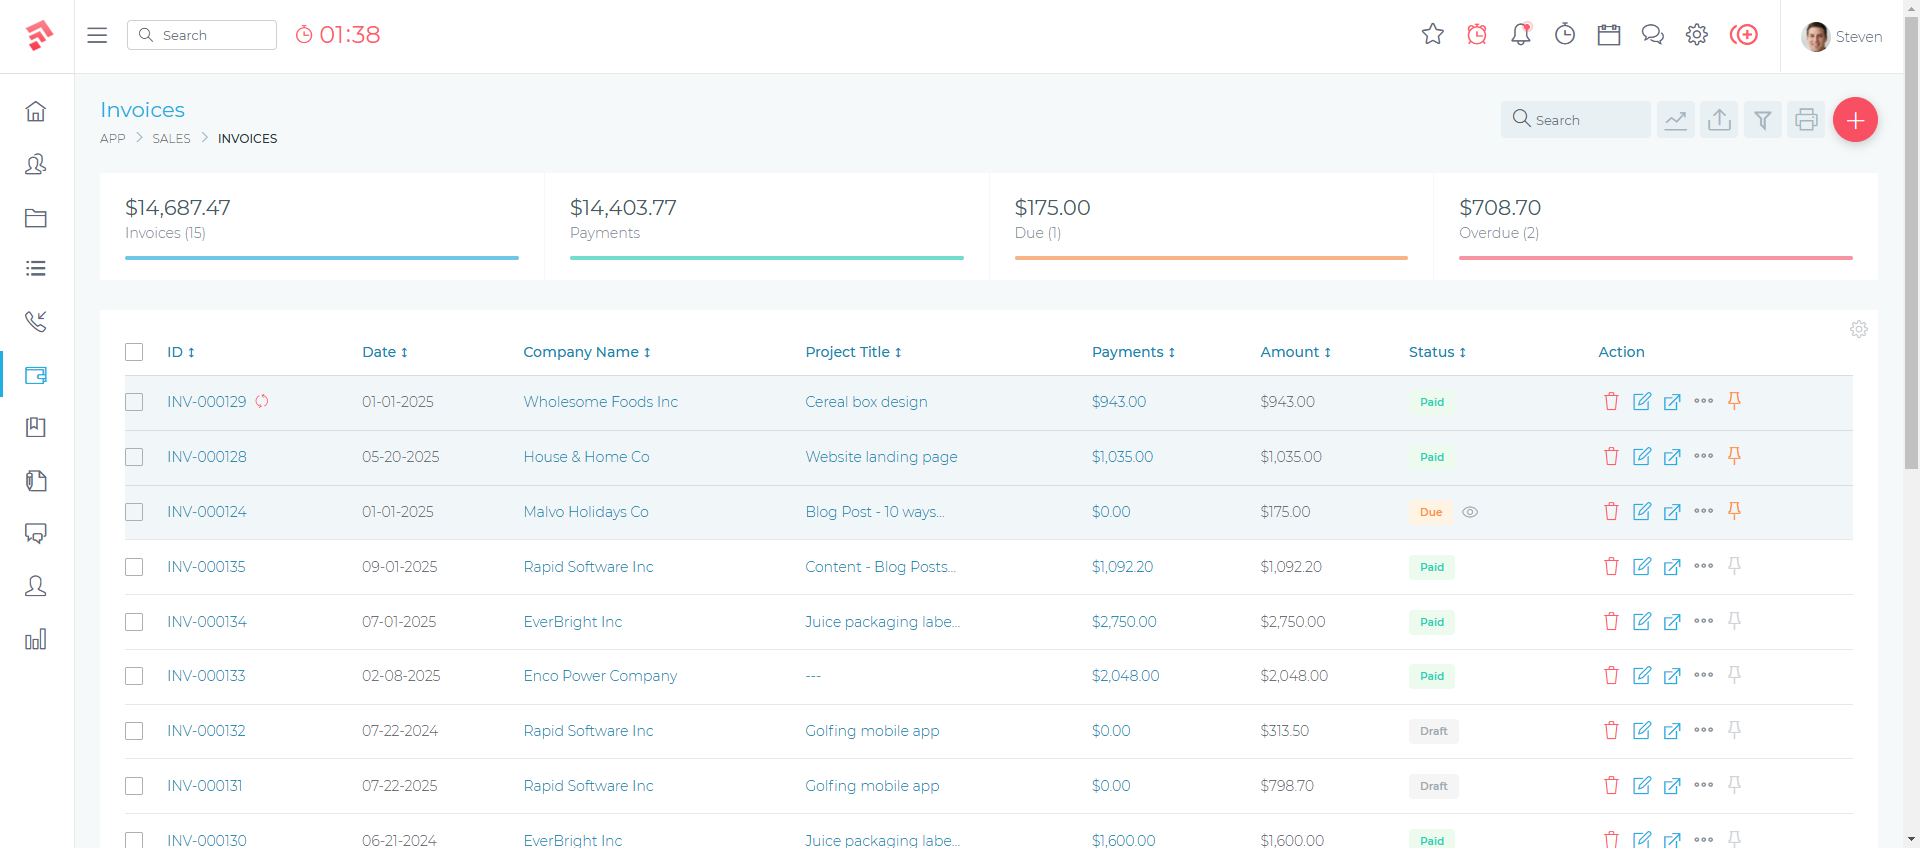 Search 01:38 Steven
Invoices
APP SALES INVOICES
Search
$14,687.47 $14,403.77 $175.00 $708.70
Invoices (15) Payments Due (1) Overdue (2)
ID Date Company Name Project Title Payments Amount Status Action
INV-000129 01-01-2025 Wholesome Foods Inc Cereal box design $943.00 $943.00 Paid
INV-000128 05-20-2025 House & Home Co Website landing page $1,035.00 $1,035.00 Paid
INV-000124 01-01-2025 Malvo Holidays Co Blog Post - 10 ways... $0.00 $175.00 Due
INV-000135 09-01-2025 Rapid Software Inc Content - Blog Posts... $1,092.20 $1,092.20 Paid
INV-000134 07-01-2025 EverBright Inc Juice packaging labe... $2,750.00 $2,750.00 Paid
INV-000133 02-08-2025 Enco Power Company --- $2,048.00 $2,048.00 Paid
INV-000132 07-22-2024 Rapid Software Inc Golfing mobile app $0.00 $313.50 Draft
INV-000131 07-22-2025 Rapid Software Inc Golfing mobile app $0.00 $798.70 Draft
INV-000130 06-21-2024 EverBright Inc Juice packaging labe... $1,600.00 $1,600.00 Paid